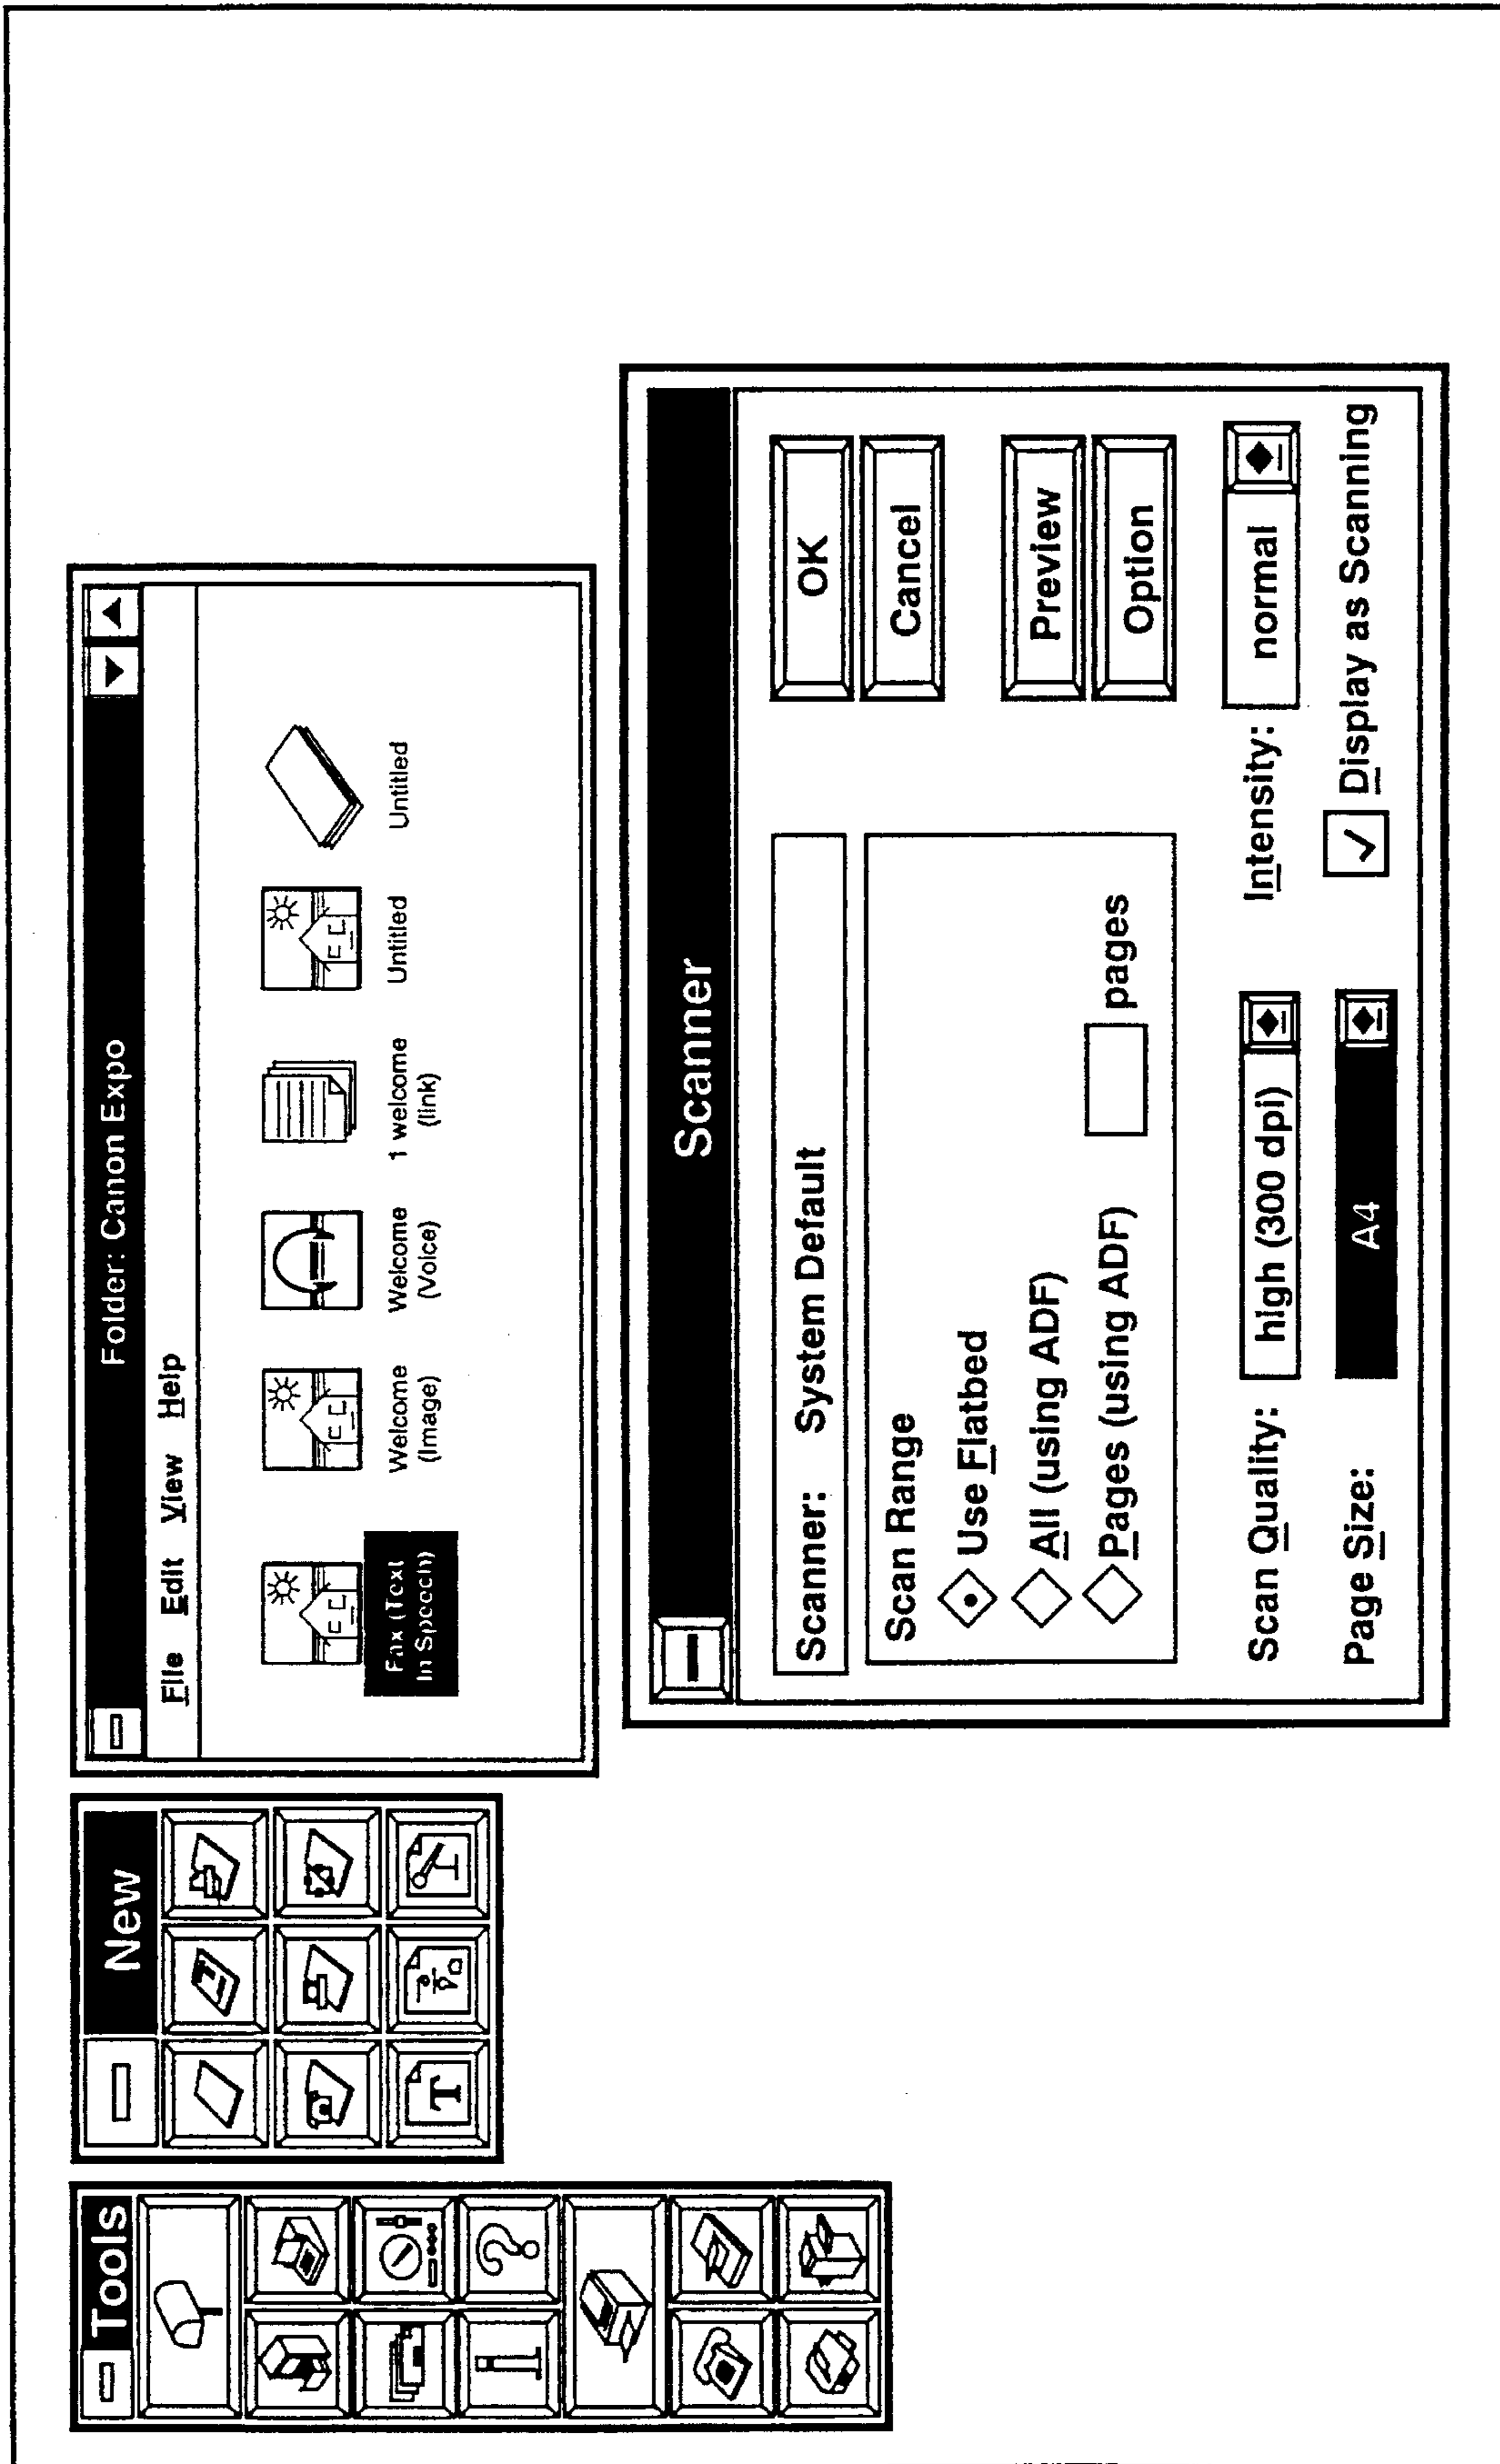 Tools
New
T
i
?
Folder: Canon Expo
File Edit View Help
Fax (Text
In Speech)
Welcome
(Image)
Welcome
(Voice)
1 welcome
(link)
Untitled
Untitled
Scanner
Scanner: System Default
OK
Cancel
Scan Range
Use Flatbed
All (using ADF)
Pages (using ADF) pages
Preview
Option
Scan Quality: high (300 dpi)
Intensity: normal
Page Size: A4
Display as Scanning